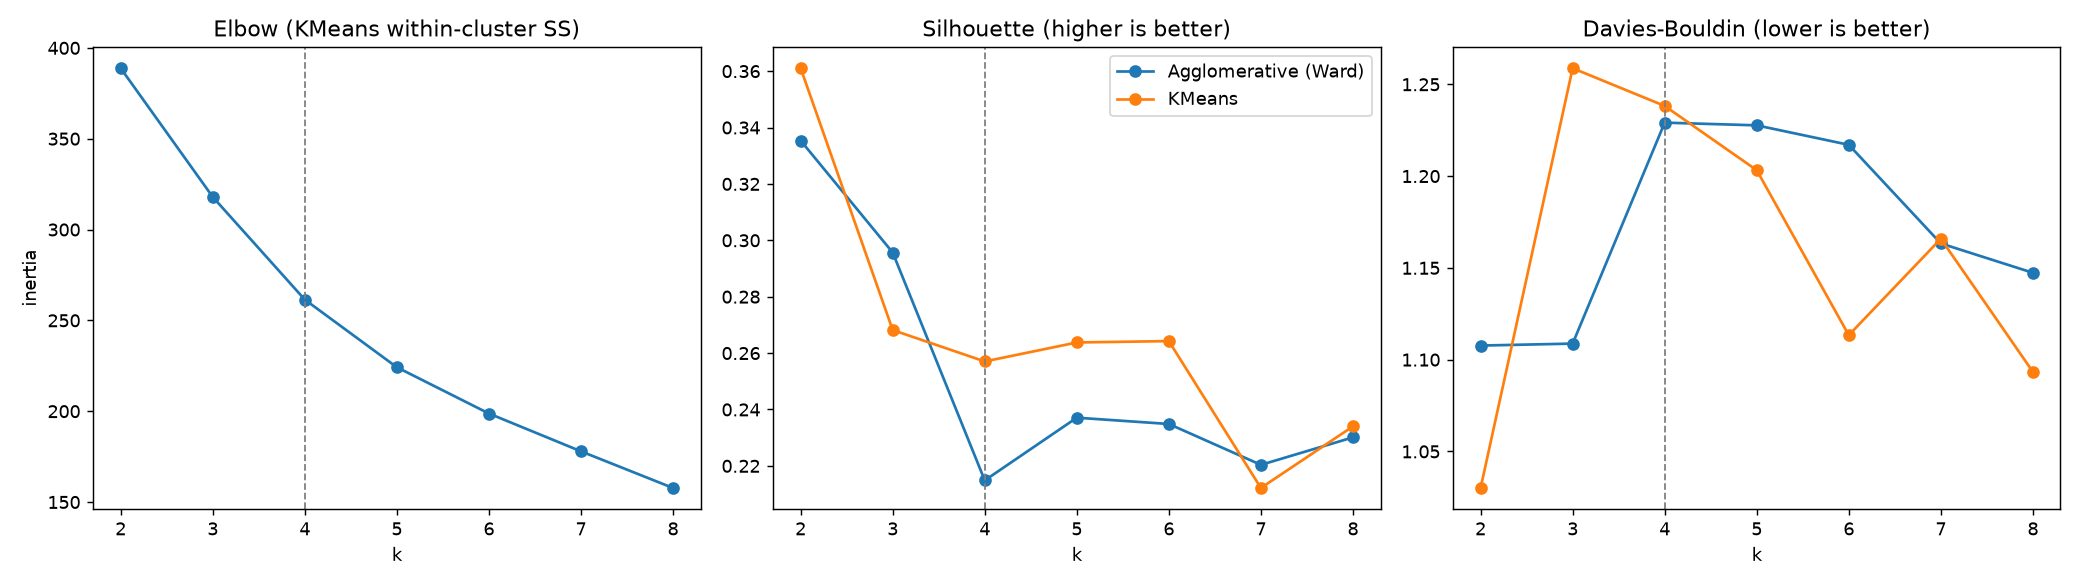 Elbow (KMeans within-cluster SS)
400
350
300
250
200
150
inertia
2 3 4 5 6 7 8
k
Silhouette (higher is better)
Agglomerative (Ward)
KMeans
0.36
0.34
0.32
0.30
0.28
0.26
0.24
0.22
2 3 4 5 6 7 8
k
Davies-Bouldin (lower is better)
1.25
1.20
1.15
1.10
1.05
2 3 4 5 6 7 8
k